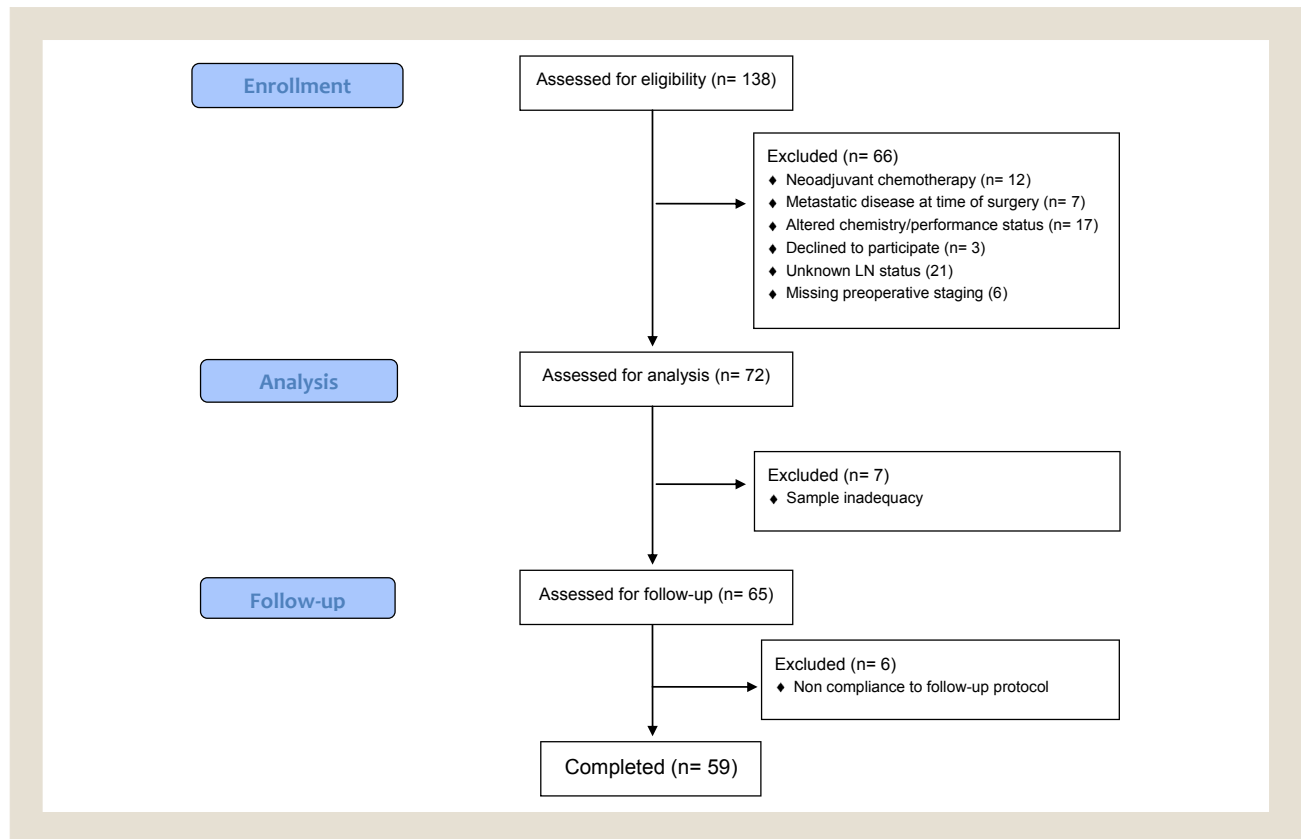 Enrollment
Assessed for eligibility (n= 138)
Excluded (n= 66)
♦ Neoadjuvant chemotherapy (n= 12)
♦ Metastatic disease at time of surgery (n= 7)
♦ Altered chemistry/performance status (n= 17)
♦ Declined to participate (n= 3)
♦ Unknown LN status (21)
♦ Missing preoperative staging (6)
Analysis
Assessed for analysis (n= 72)
Excluded (n= 7)
♦ Sample inadequacy
Follow-up
Assessed for follow-up (n= 65)
Excluded (n= 6)
♦ Non compliance to follow-up protocol
Completed (n= 59)